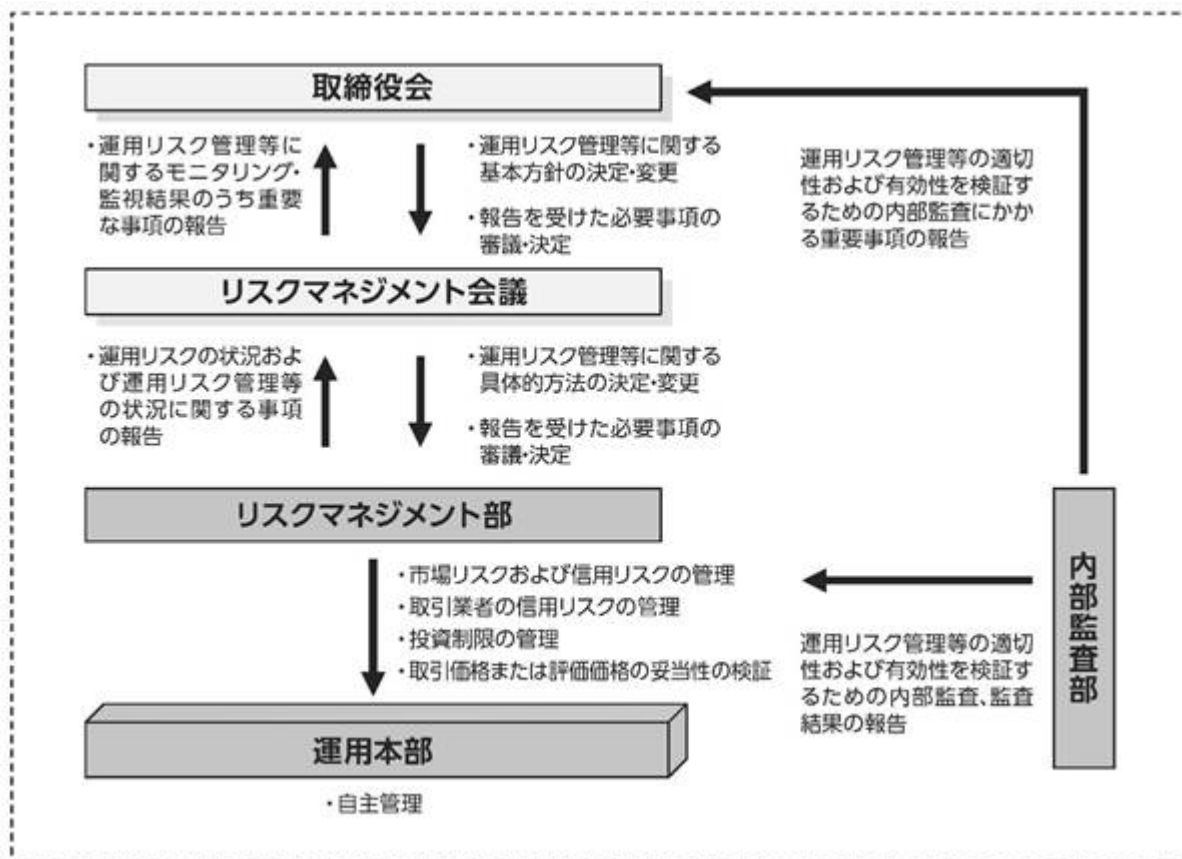 取締役会
・運用リスク管理等に
関するモニタリング・
監視結果のうち重要
な事項の報告
・運用リスク管理等に関する
基本方針の決定・変更
・報告を受けた必要事項の
審議・決定
運用リスク管理等の適切
性および有効性を検証す
るための内部監査にかか
る重要事項の報告
リスクマネジメント会議
・運用リスクの状況およ
び運用リスク管理等
の状況に関する事項
の報告
・運用リスク管理等に関する
具体的方法の決定・変更
・報告を受けた必要事項の
審議・決定
リスクマネジメント部
・市場リスクおよび信用リスクの管理
・取引業者の信用リスクの管理
・投資制限の管理
・取引価格または評価価格の妥当性の検証
内部監査部
運用リスク管理等の適切
性および有効性を検証す
るための内部監査、監査
結果の報告
運用本部
・自主管理